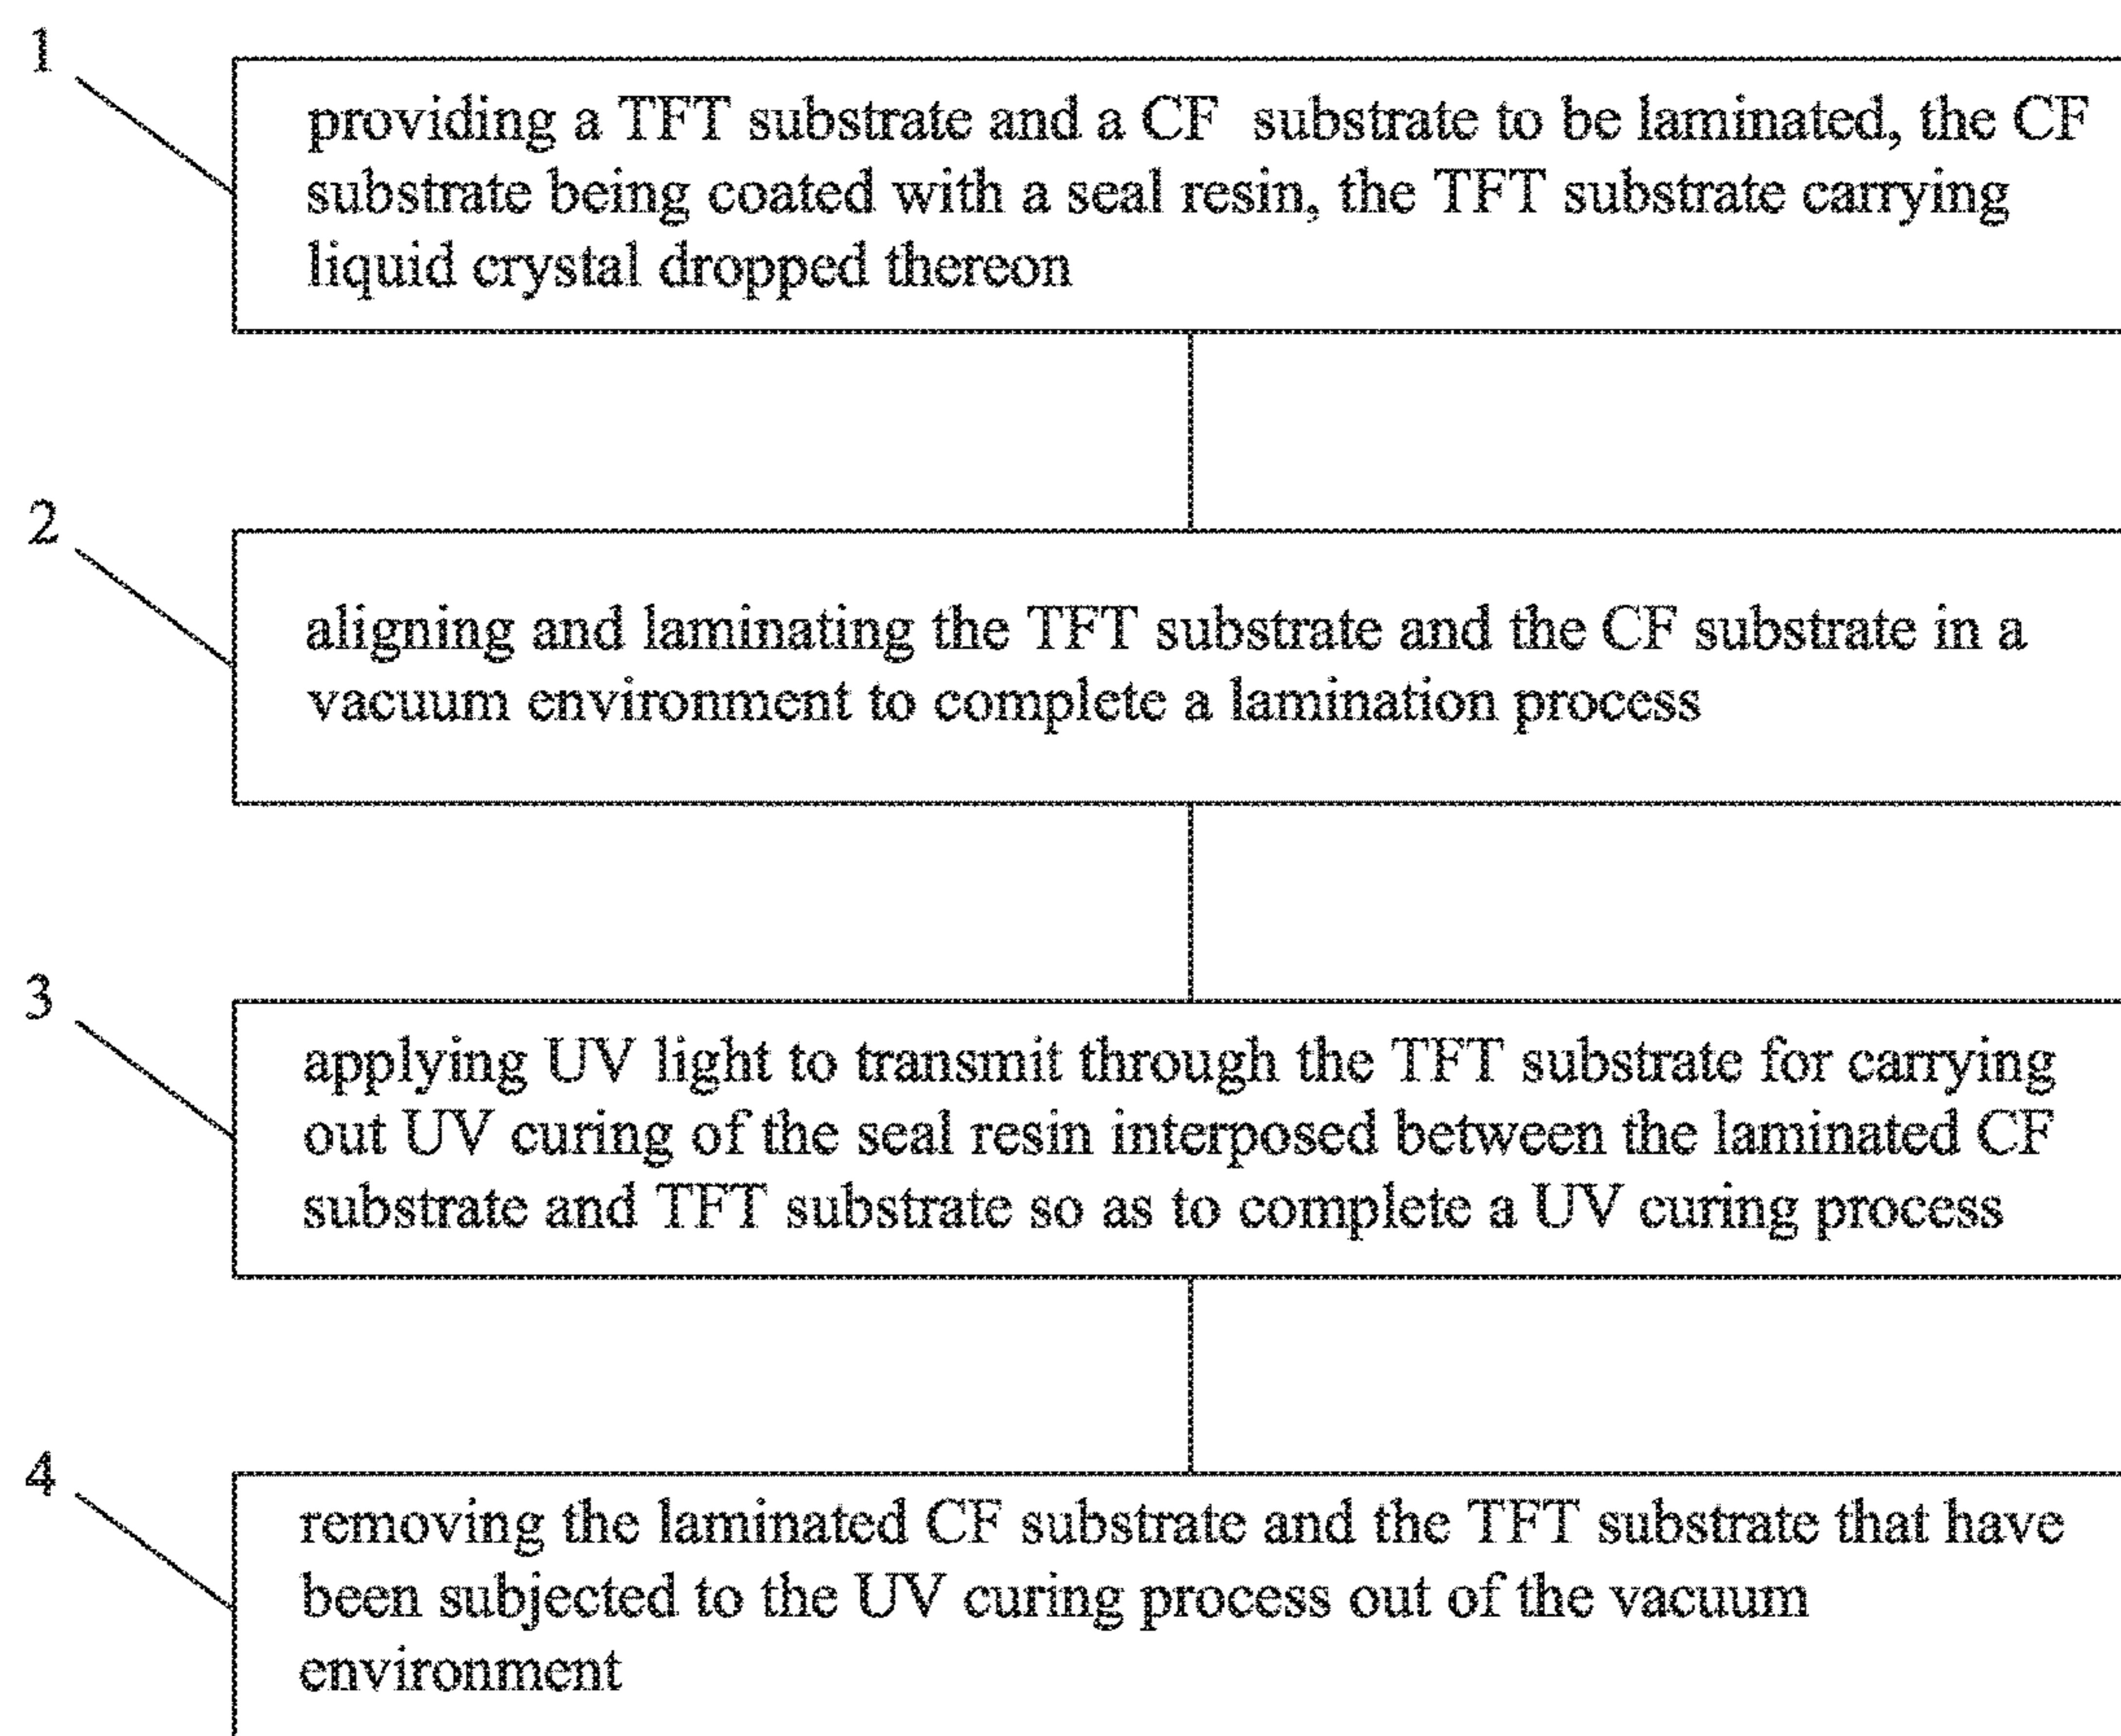 1
providing a TFT substrate and a CF substrate to be laminated, the CF
substrate being coated with a seal resin, the TFT substrate carrying
liquid crystal dropped thereon
2
aligning and laminating the TFT substrate and the CF substrate in a
vacuum environment to complete a lamination process
3
applying UV light to transmit through the TFT substrate for carrying
out UV curing of the seal resin interposed between the laminated CF
substrate and TFT substrate so as to complete a UV curing process
4
removing the laminated CF substrate and the TFT substrate that have
been subjected to the UV curing process out of the vacuum
environment